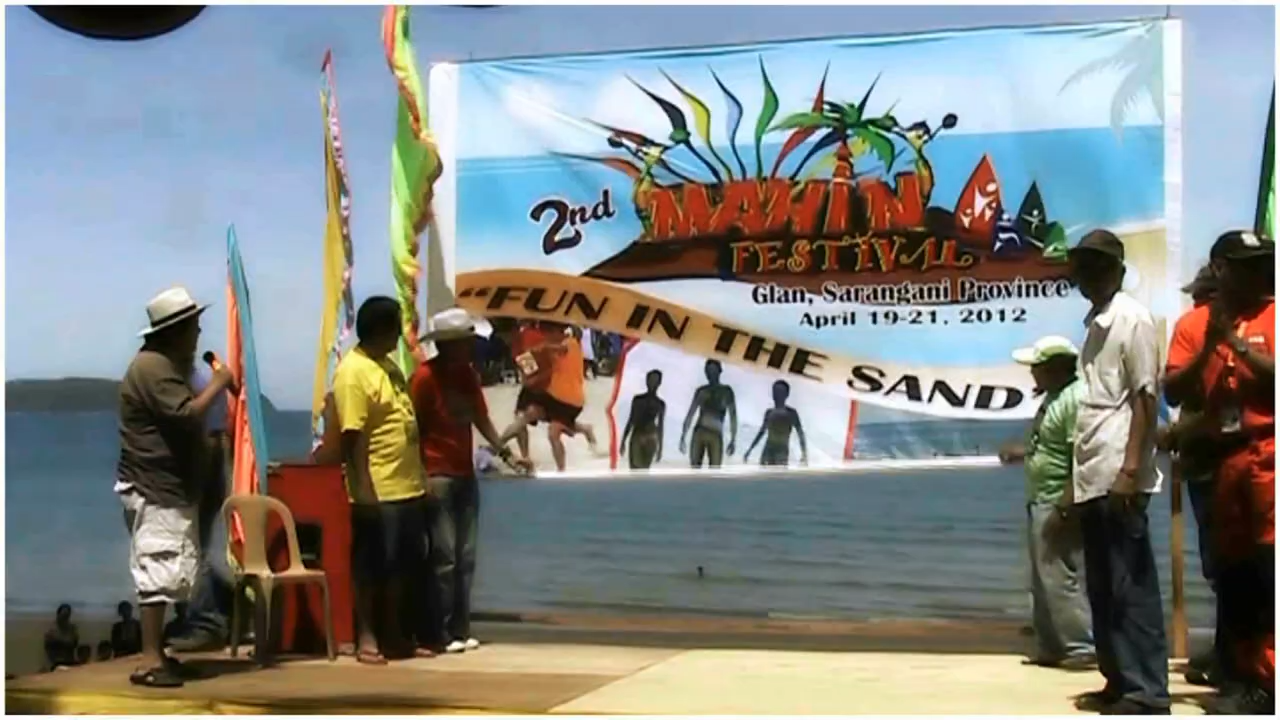 2nd MAHIN
FESTIVAL
Glan, Sarangani Province
April 19-21, 2012
"FUN IN THE SAND"